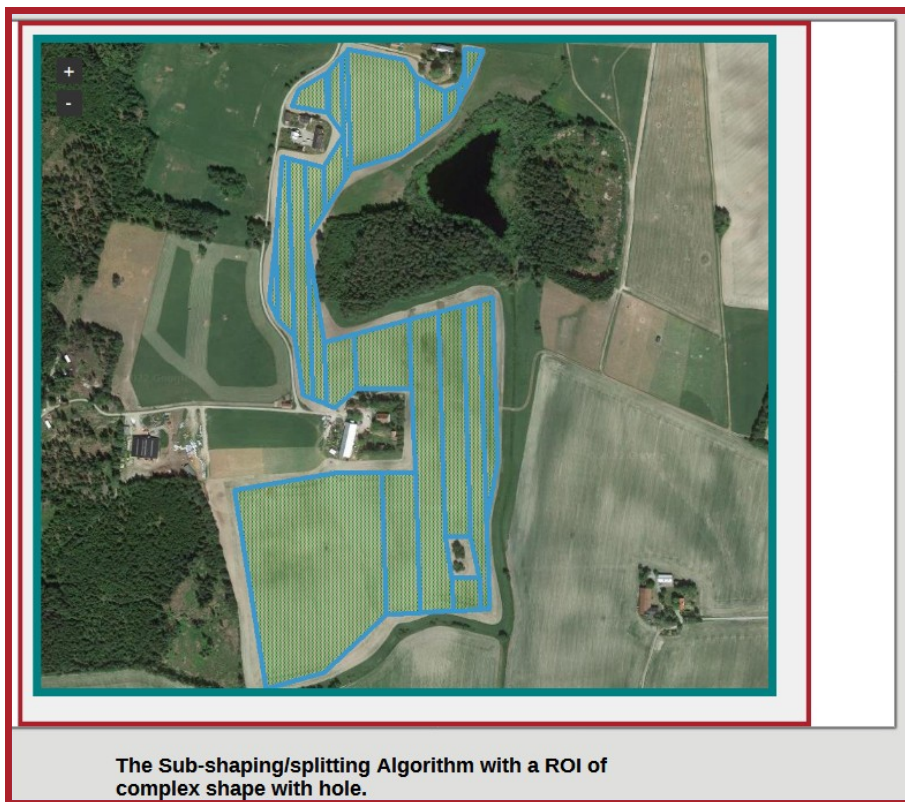 +
-
The Sub-shaping/splitting Algorithm with a ROI of
complex shape with hole.